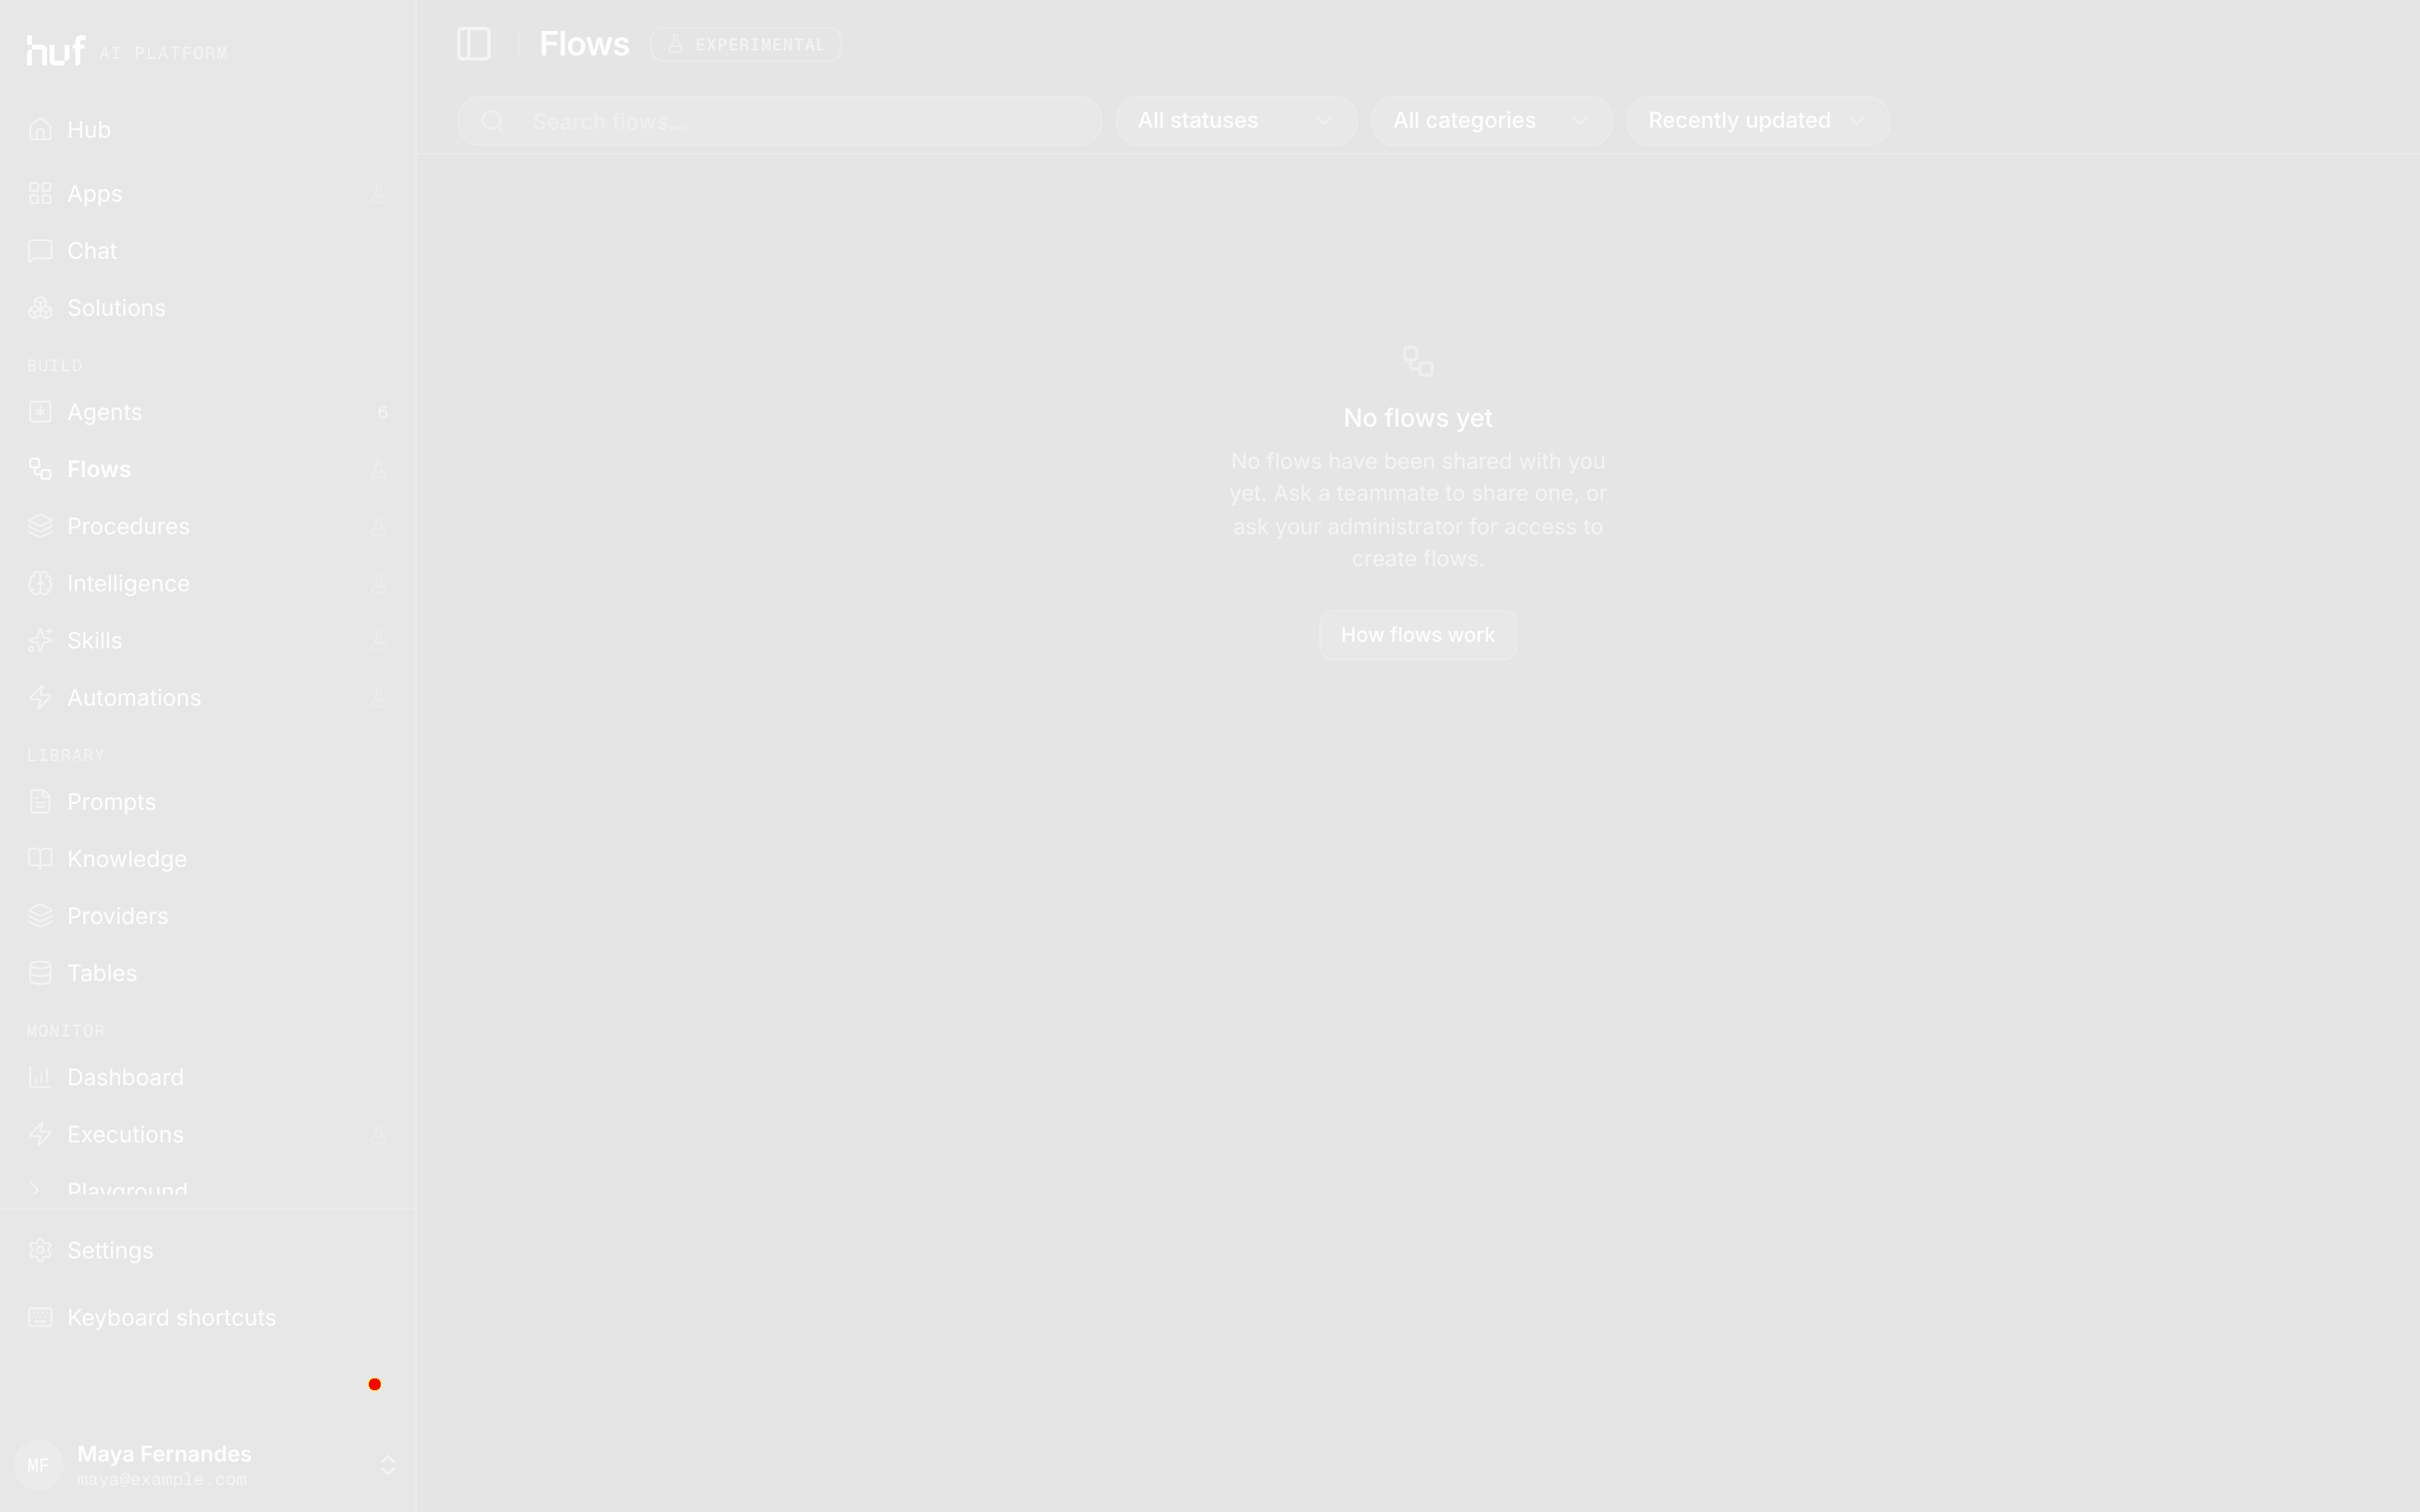 huf AI PLATFORM
Hub
Apps
Chat
Solutions
BUILD
Agents 6
Flows
Procedures
Intelligence
Skills
Automations
LIBRARY
Prompts
Knowledge
Providers
Tables
MONITOR
Dashboard
Executions
Playground
Settings
Keyboard shortcuts
MF
Maya Fernandes
maya@example.com
Flows EXPERIMENTAL
Search flows...
All statuses
All categories
Recently updated
No flows yet
No flows have been shared with you
yet. Ask a teammate to share one, or
ask your administrator for access to
create flows.
How flows work